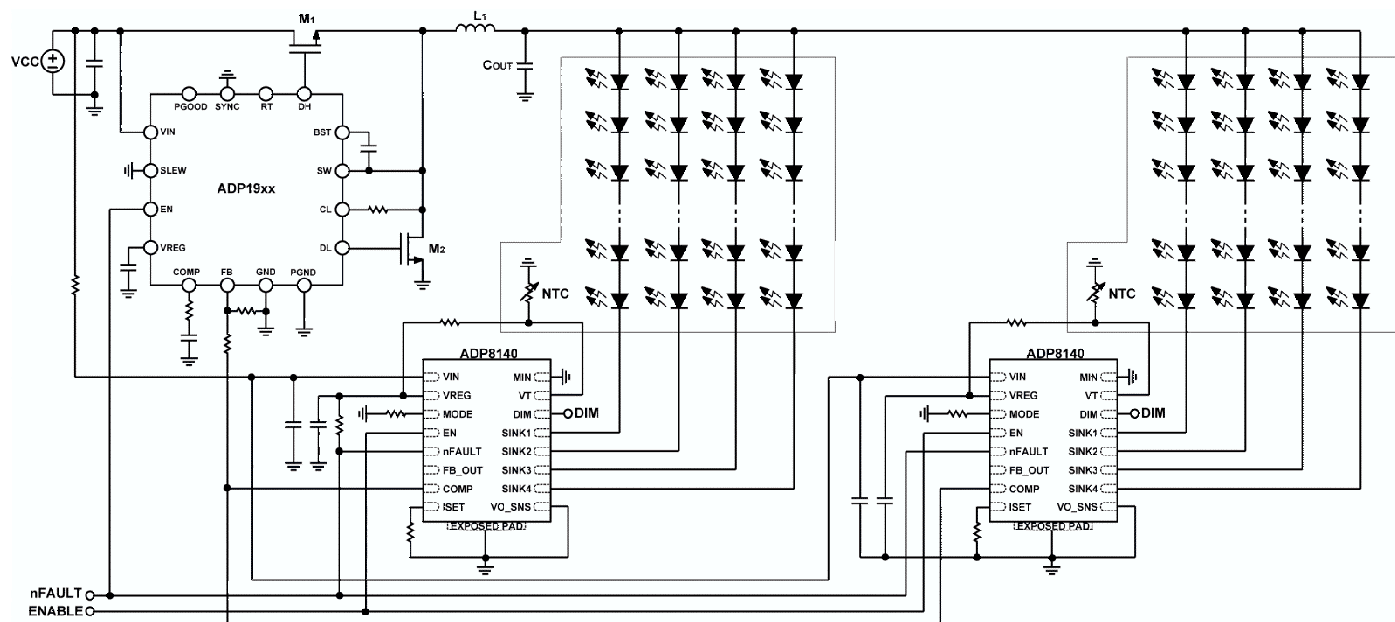 M1
L1
VCC
COUT
PGOOD
SYNC
RT
DH
VIN
BST
SLEW
ADP19xx
SW
EN
CL
VREG
DL
M2
COMP
FB
GND
PGND
NTC
NTC
ADP8140
VIN
MIN
VREG
VT
MODE
DIM
DIM
EN
SINK1
nFAULT
SINK2
FB_OUT
SINK3
COMP
SINK4
ISET
VO_SNS
EXPOSED PAD
ADP8140
VIN
MIN
VREG
VT
MODE
DIM
DIM
EN
SINK1
nFAULT
SINK2
FB_OUT
SINK3
COMP
SINK4
ISET
VO_SNS
EXPOSED PAD
nFAULT
ENABLE